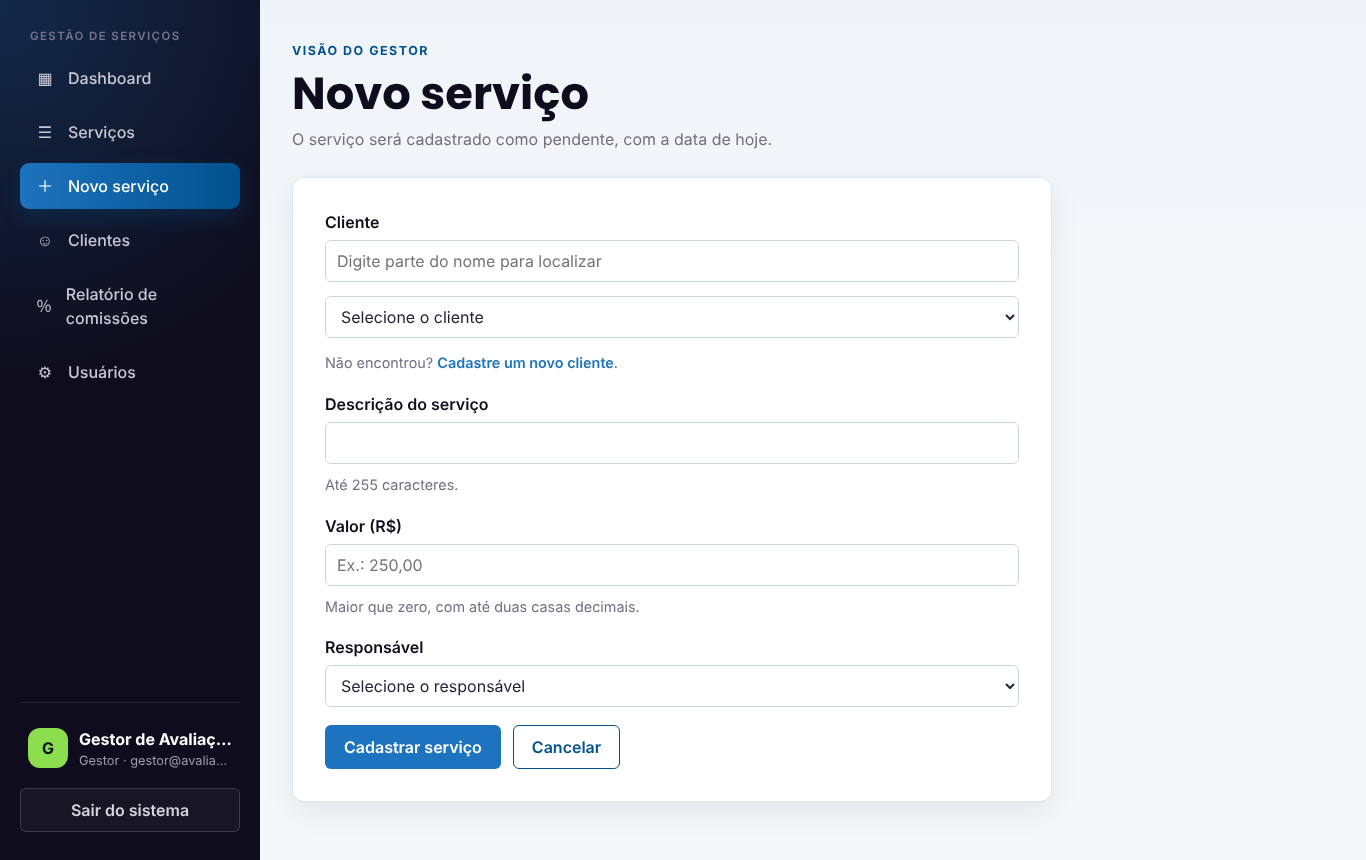 GESTÃO DE SERVIÇOS
Dashboard
Serviços
Novo serviço
Clientes
% Relatório de
comissões
Usuários
G
Gestor de Avaliaç...
Gestor · gestor@avalia...
Sair do sistema
VISÃO DO GESTOR
Novo serviço
O serviço será cadastrado como pendente, com a data de hoje.
Cliente
Digite parte do nome para localizar
Selecione o cliente
Não encontrou? Cadastre um novo cliente.
Descrição do serviço
Até 255 caracteres.
Valor (R$)
Ex.: 250,00
Maior que zero, com até duas casas decimais.
Responsável
Selecione o responsável
Cadastrar serviço
Cancelar